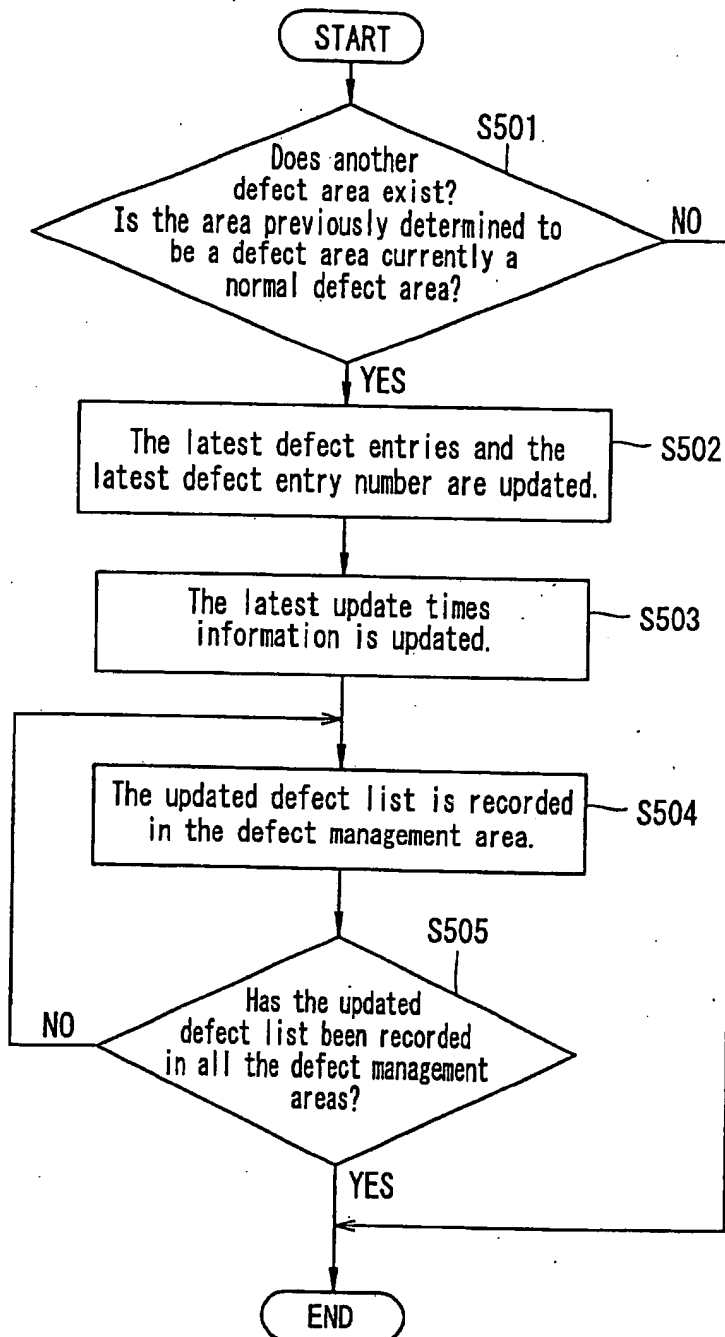 START
S501
Does another
defect area exist?
Is the area previously determined to
be a defect area currently a
normal defect area?
NO
YES
The latest defect entries and the
latest defect entry number are updated.
S502
The latest update times
information is updated.
S503
The updated defect list is recorded
in the defect management area.
S504
S505
Has the updated
defect list been recorded
in all the defect management
areas?
NO
YES
END